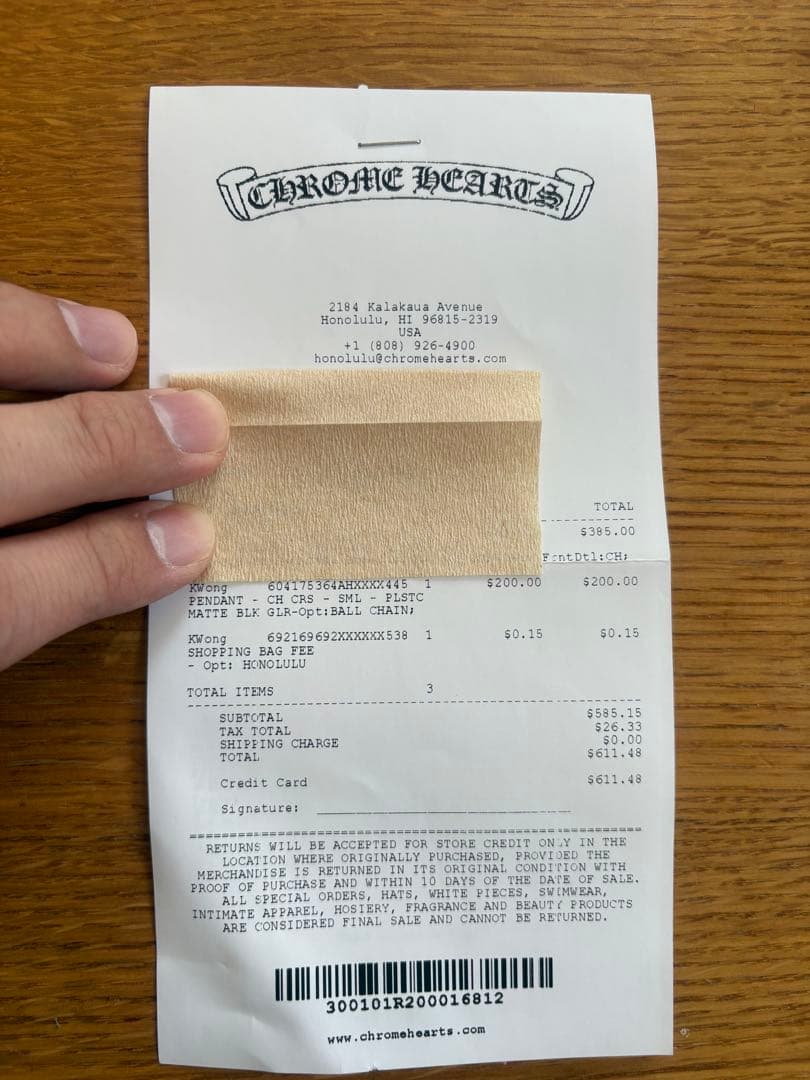 CHROME HEARTS
2184 Kalakaua Avenue
Honolulu, HI 96815-2319
USA
+1 (808) 926-4900
honolulu@chromehearts.com
TOTAL
$385.00
FrntDtl:CH;
KWong 604175364AHXXXX445 1 $200.00 $200.00
PENDANT - CH CRS - SML - PLSTC
MATTE BLK GLR-Opt:BALL CHAIN;
KWong 692169692XXXXXX538 1 $0.15 $0.15
SHOPPING BAG FEE
- Opt: HONOLULU
TOTAL ITEMS 3
SUBTOTAL $585.15
TAX TOTAL $26.33
SHIPPING CHARGE $0.00
TOTAL $611.48
Credit Card $611.48
Signature:
RETURNS WILL BE ACCEPTED FOR STORE CREDIT ONLY IN THE
LOCATION WHERE ORIGINALLY PURCHASED, PROVIDED THE
MERCHANDISE IS RETURNED IN ITS ORIGINAL CONDITION WITH
PROOF OF PURCHASE AND WITHIN 10 DAYS OF THE DATE OF SALE.
ALL SPECIAL ORDERS, HATS, WHITE PIECES, SWIMWEAR,
INTIMATE APPAREL, HOSIERY, FRAGRANCE AND BEAUTY PRODUCTS
ARE CONSIDERED FINAL SALE AND CANNOT BE RETURNED.
300101R200016812
www.chromehearts.com